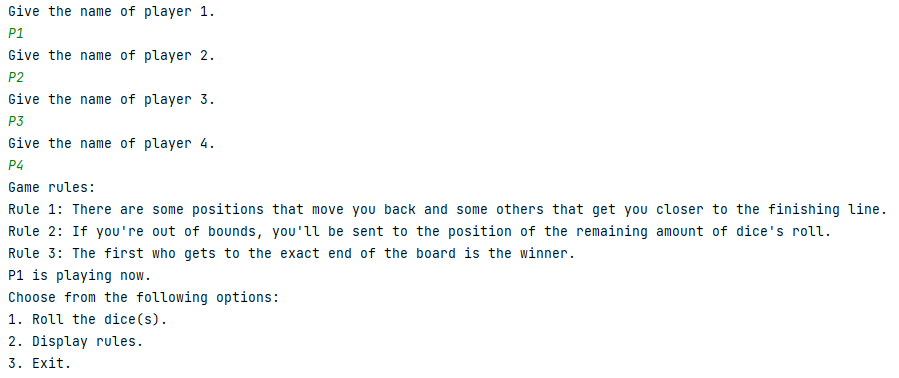 Give the name of player 1.
P1
Give the name of player 2.
P2
Give the name of player 3.
P3
Give the name of player 4.
P4
Game rules:
Rule 1: There are some positions that move you back and some others that get you closer to the finishing line.
Rule 2: If you're out of bounds, you'll be sent to the position of the remaining amount of dice's roll.
Rule 3: The first who gets to the exact end of the board is the winner.
P1 is playing now.
Choose from the following options:
1. Roll the dice(s).
2. Display rules.
3. Exit.